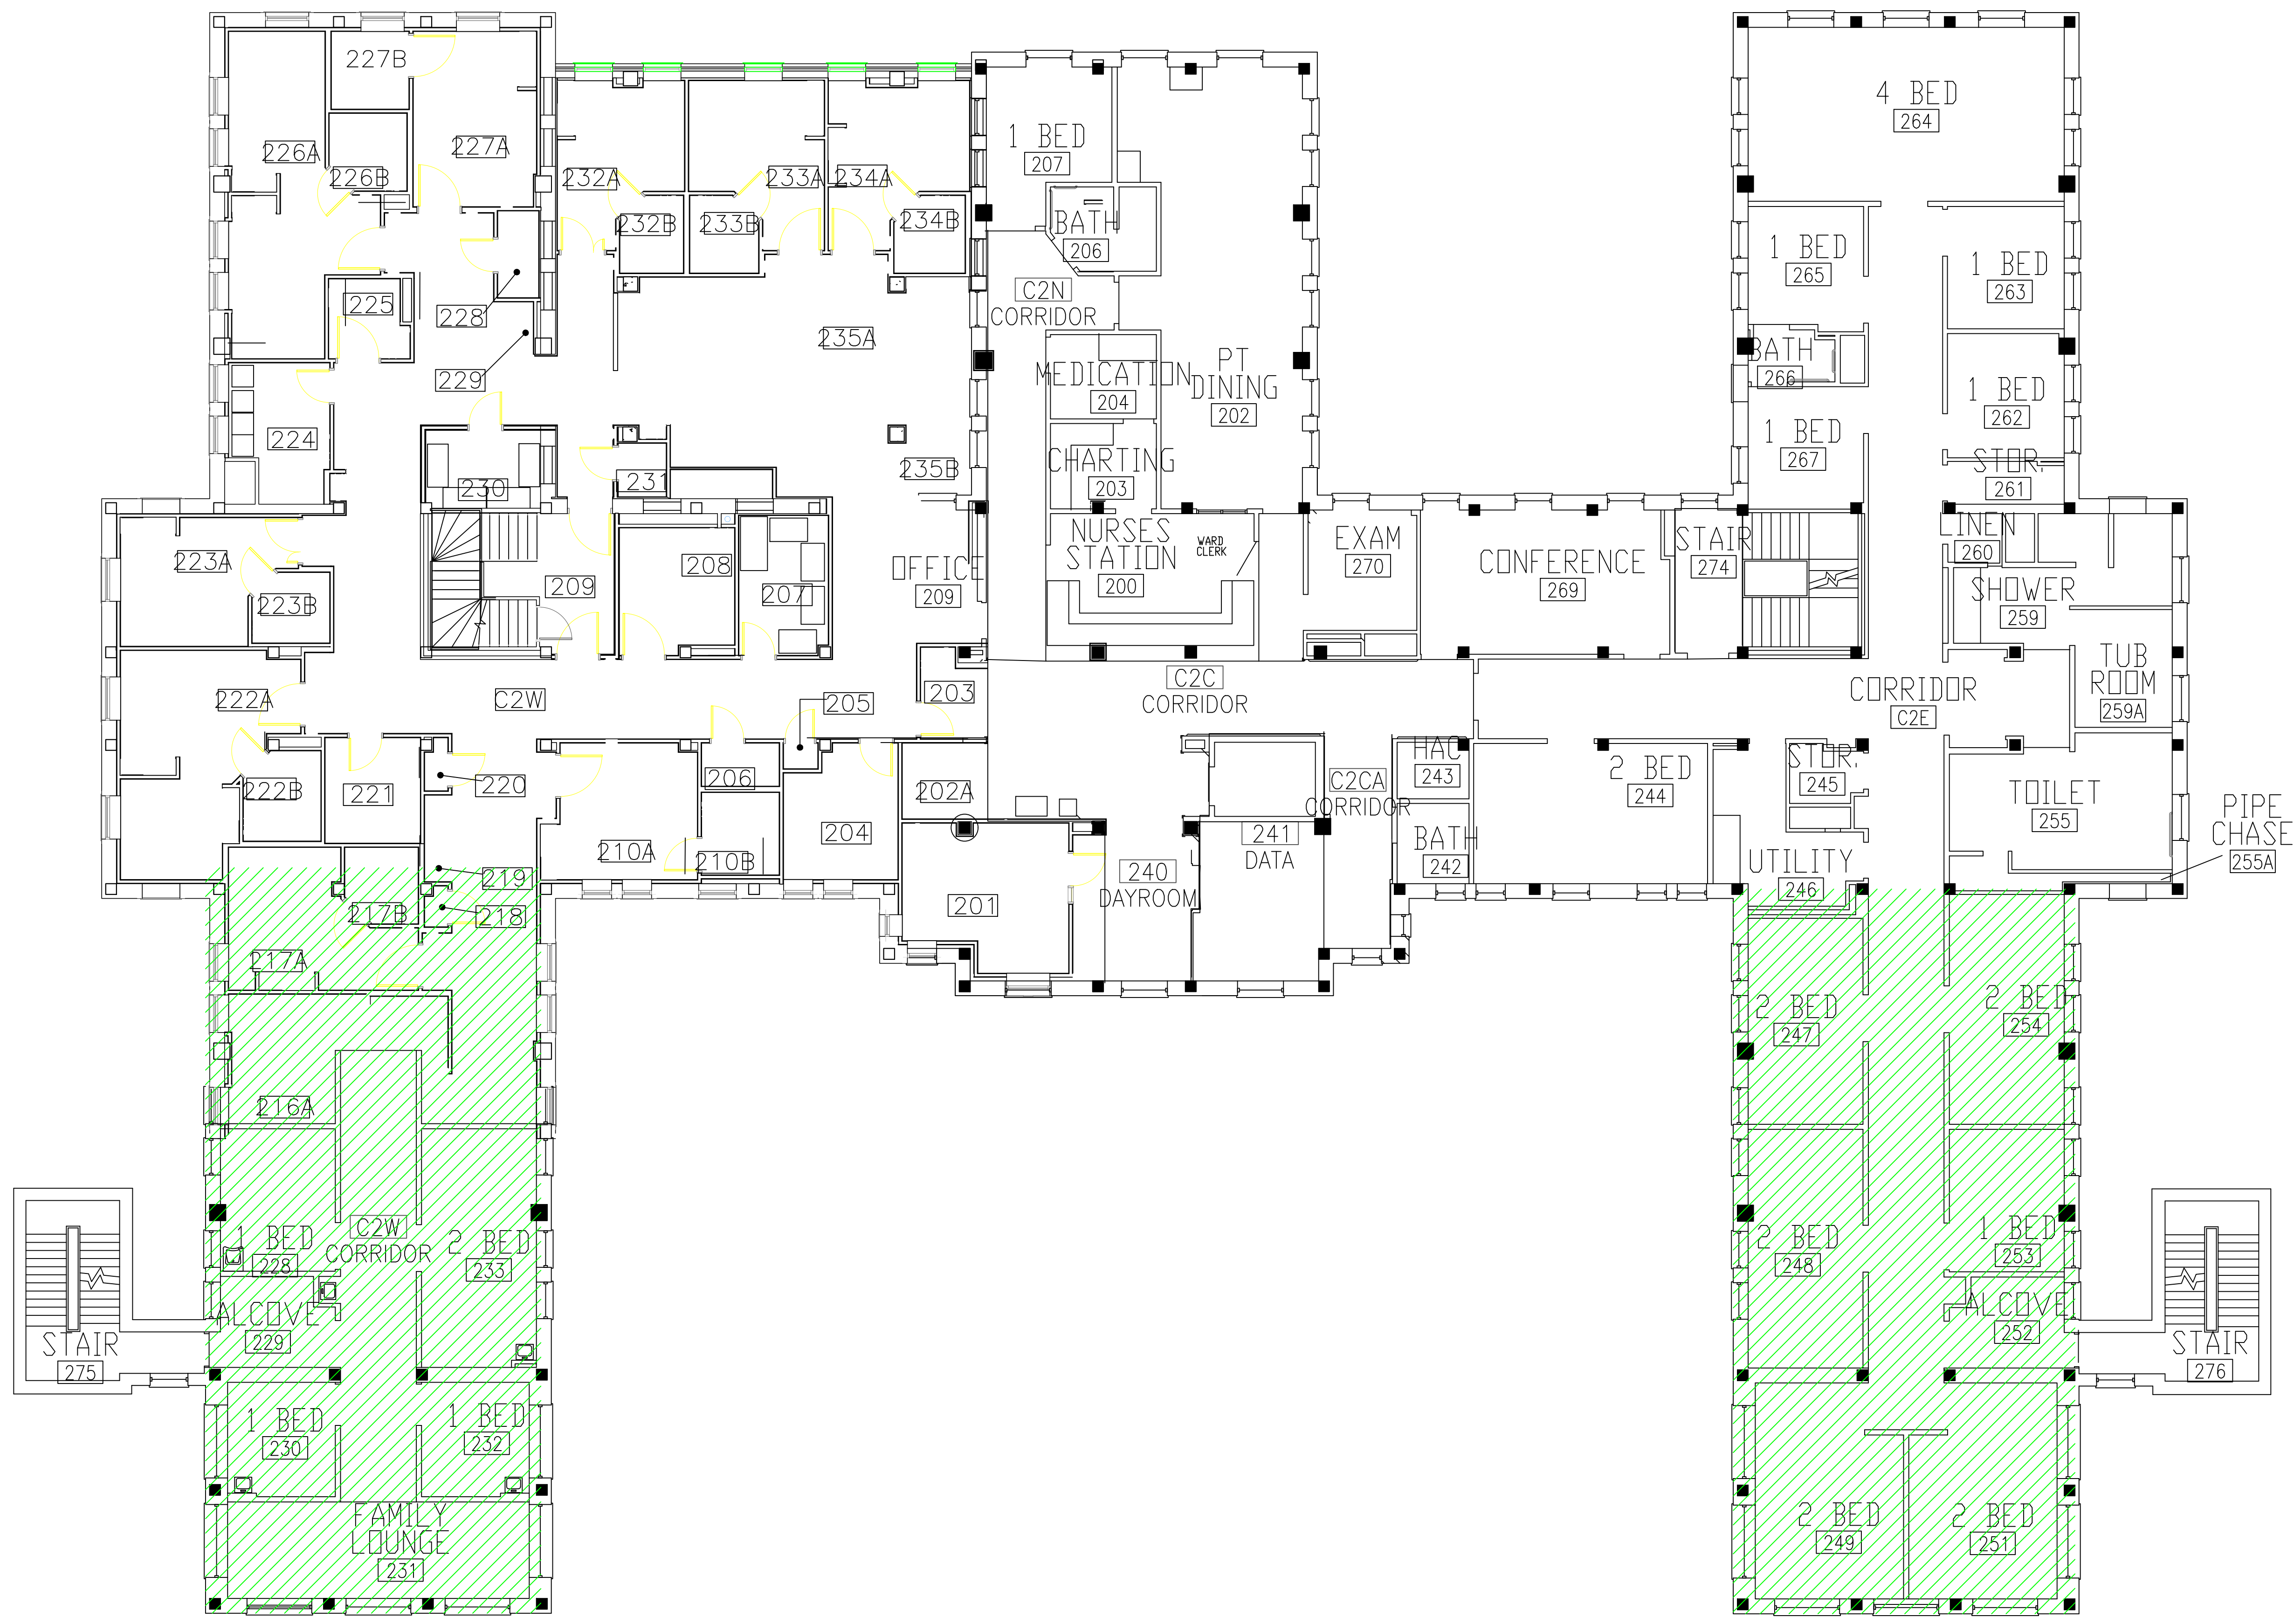 227B
226A
226B
227A
232A
233A
234A
232B
233B
234B
225
228
229
235A
224
230
231
235B
223A
223B
209
208
207
OFFICE
209
222A
C2W
205
203
222B
221
220
206
202A
210A
210B
204
219
218
217B
217A
201
216A
1 BED
207
BATH
206
C2N
CORRIDOR
MEDICATION
204
PT
DINING
202
CHARTING
203
NURSES
STATION
200
WARD
CLERK
EXAM
270
CONFERENCE
269
STAIR
274
C2C
CORRIDOR
C2CA
CORRIDOR
HAC
243
BATH
242
241
DATA
240
DAYROOM
2 BED
244
4 BED
264
1 BED
265
1 BED
263
BATH
266
1 BED
262
1 BED
267
STOR.
261
LINEN
260
SHOWER
259
TUB
ROOM
259A
CORRIDOR
C2E
STOR.
245
TOILET
255
PIPE
CHASE
255A
UTILITY
246
2 BED
247
2 BED
254
2 BED
248
1 BED
253
ALCOVE
252
STAIR
276
2 BED
249
2 BED
251
1 BED
228
C2W
CORRIDOR
2 BED
233
ALCOVE
229
STAIR
275
1 BED
230
1 BED
232
FAMILY
LOUNGE
231